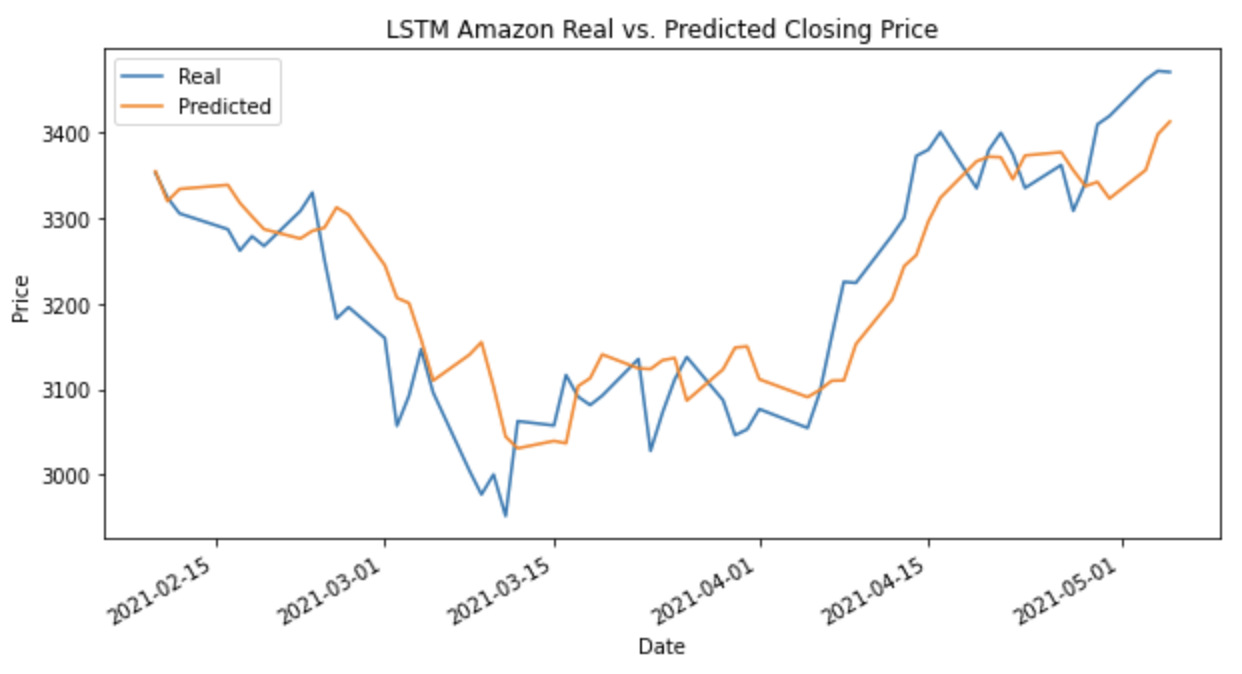 LSTM Amazon Real vs. Predicted Closing Price
Real
Predicted
3400
3300
3200
3100
3000
Price
2021-02-15
2021-03-01
2021-03-15
2021-04-01
2021-04-15
2021-05-01
Date